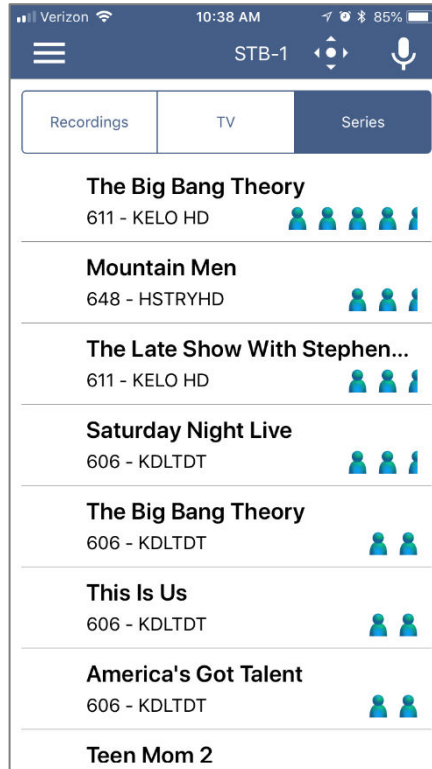 Verizon 10:38 AM 85%
STB-1
Recordings TV Series
The Big Bang Theory
611 - KELO HD
Mountain Men
648 - HSTRYHD
The Late Show With Stephen...
611 - KELO HD
Saturday Night Live
606 - KDLTDT
The Big Bang Theory
606 - KDLTDT
This Is Us
606 - KDLTDT
America's Got Talent
606 - KDLTDT
Teen Mom 2